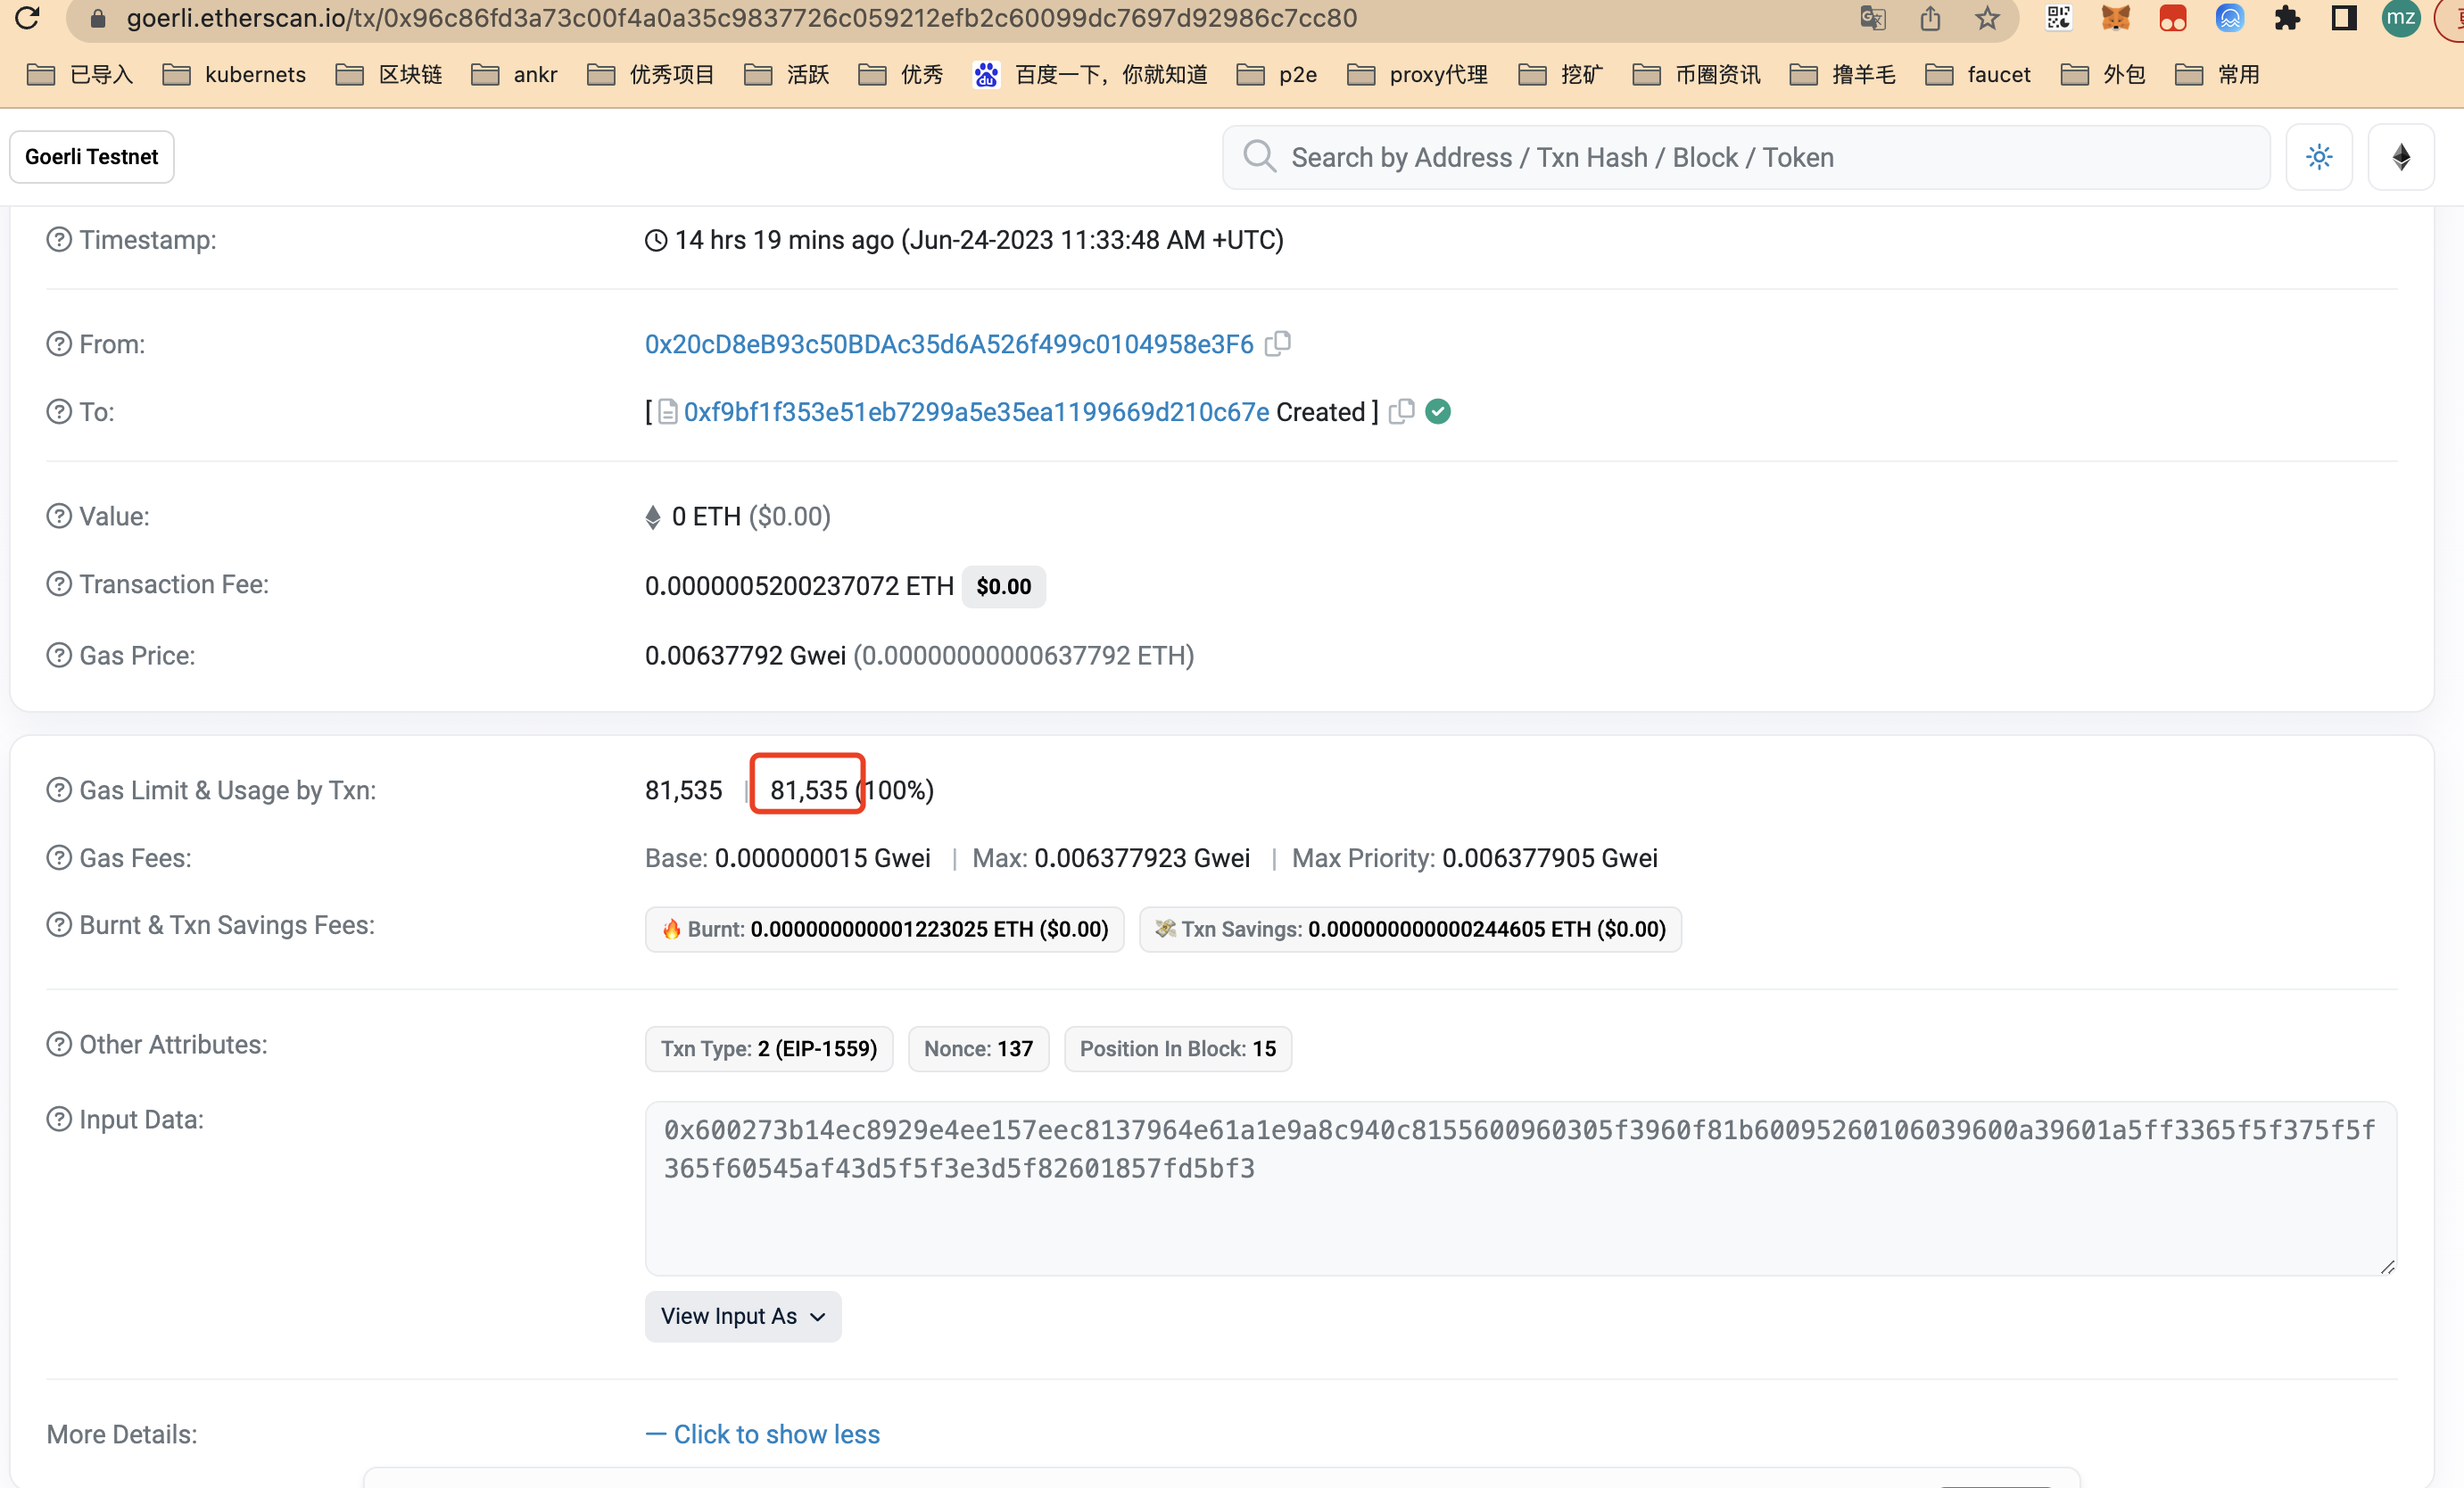 goerli.etherscan.io/tx/0x96c86fd3a73c00f4a0a35c9837726c059212efb2c60099dc7697d92986c7cc80
mz
已导入 kubernets 区块链 ankr 优秀项目 活跃 优秀 du 百度一下，你就知道 p2e proxy代理 挖矿 币圈资讯 撸羊毛 faucet 外包 常用
Goerli Testnet
Search by Address / Txn Hash / Block / Token
Timestamp: 14 hrs 19 mins ago (Jun-24-2023 11:33:48 AM +UTC)
From: 0x20cD8eB93c50BDAc35d6A526f499c0104958e3F6
To: [ 0xf9bf1f353e51eb7299a5e35ea1199669d210c67e Created ]
Value: 0 ETH ($0.00)
Transaction Fee: 0.0000005200237072 ETH $0.00
Gas Price: 0.00637792 Gwei (0.00000000000637792 ETH)
Gas Limit & Usage by Txn: 81,535 | 81,535 (100%)
Gas Fees: Base: 0.000000015 Gwei | Max: 0.006377923 Gwei | Max Priority: 0.006377905 Gwei
Burnt & Txn Savings Fees: 🔥 Burnt: 0.000000000001223025 ETH ($0.00) 💸 Txn Savings: 0.000000000000244605 ETH ($0.00)
Other Attributes: Txn Type: 2 (EIP-1559) Nonce: 137 Position In Block: 15
Input Data: 0x600273b14ec8929e4ee157eec8137964e61a1e9a8c940c8155600960305f3960f81b60095260106039600a39601a5ff3365f5f375f5f
365f60545af43d5f5f3e3d5f82601857fd5bf3
View Input As
More Details: — Click to show less